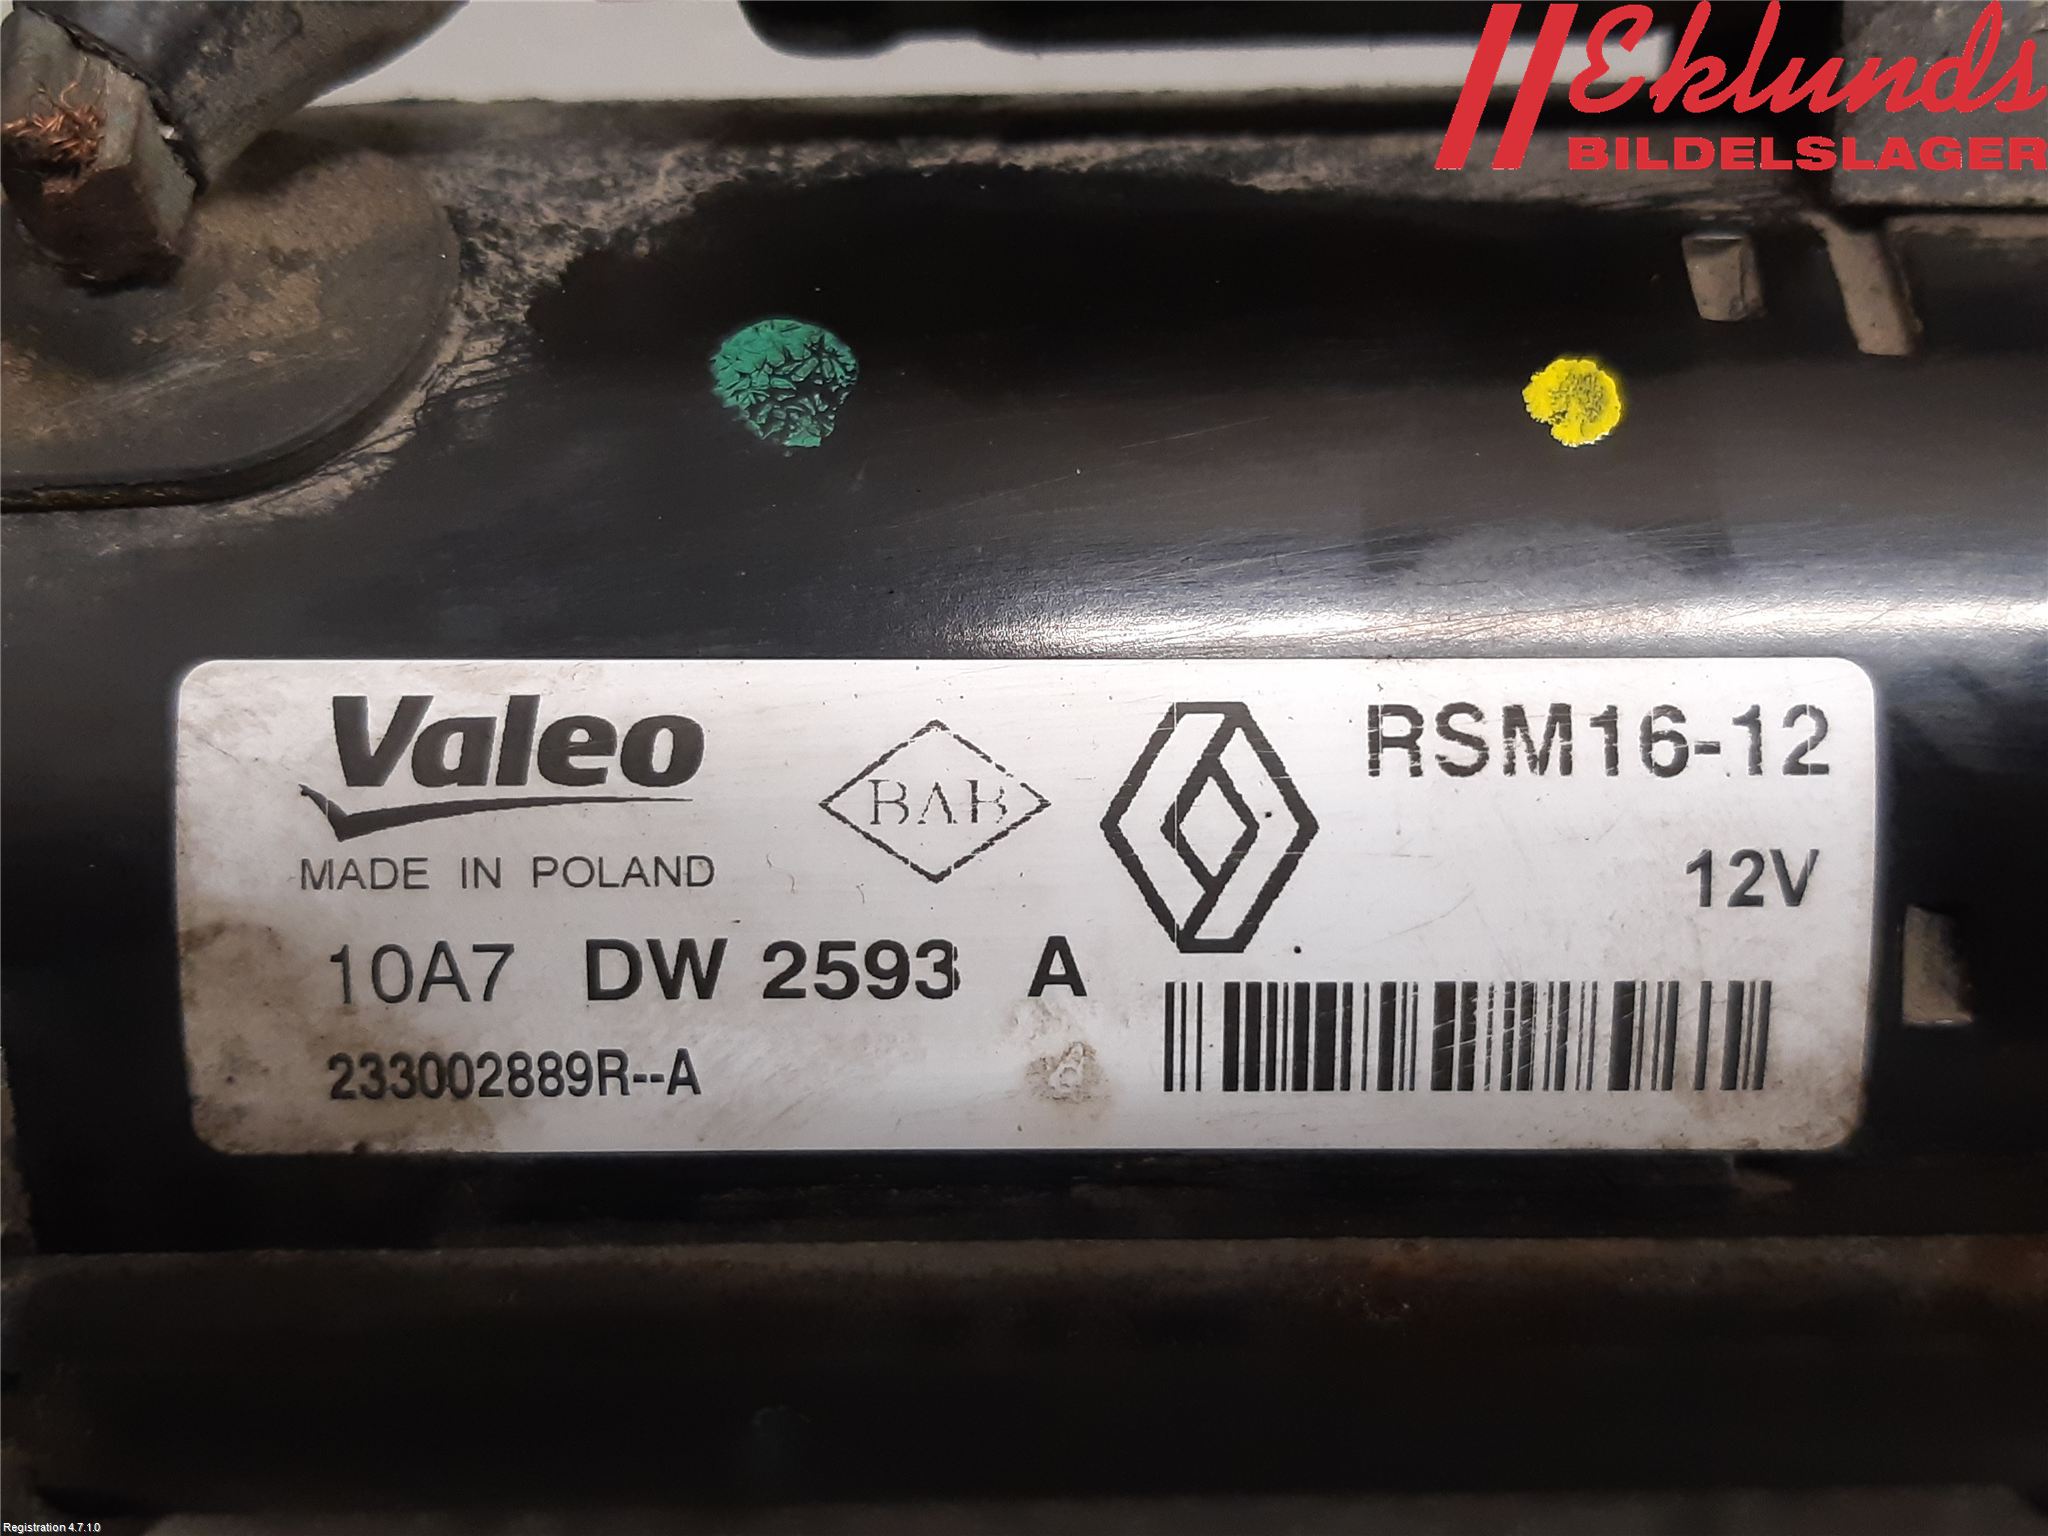 Eklunds
BILDELSLAGER
Valeo
MADE IN POLAND
BAB
RSM16-12
12V
10A7 DW 2593 A
233002889R--A
Registration 4.7.1.0